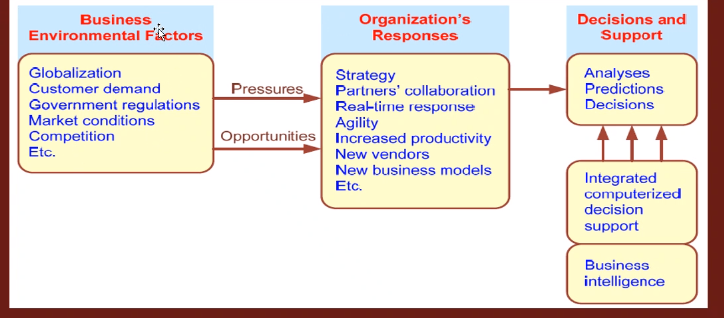 Business
Environmental Factors
Globalization
Customer demand
Government regulations
Market conditions
Competition
Etc.
Pressures
Opportunities
Organization's
Responses
Strategy
Partners' collaboration
Real-time response
Agility
Increased productivity
New vendors
New business models
Etc.
Decisions and
Support
Analyses
Predictions
Decisions
Integrated
computerized
decision
support
Business
intelligence